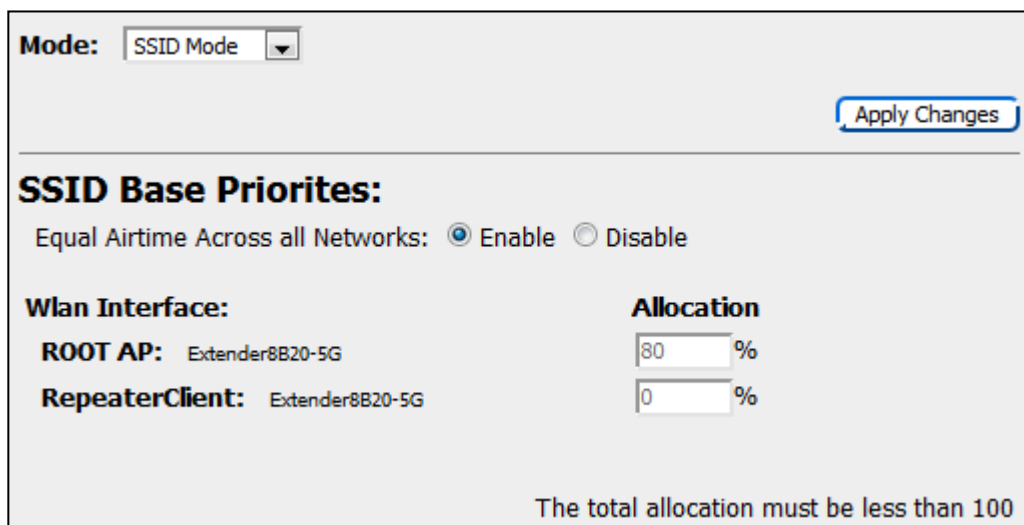 Mode: SSID Mode
Apply Changes
SSID Base Priorites:
Equal Airtime Across all Networks: Enable Disable
Wlan Interface: Allocation
ROOT AP: Extender8B20-5G 80 %
RepeaterClient: Extender8B20-5G 0 %
The total allocation must be less than 100